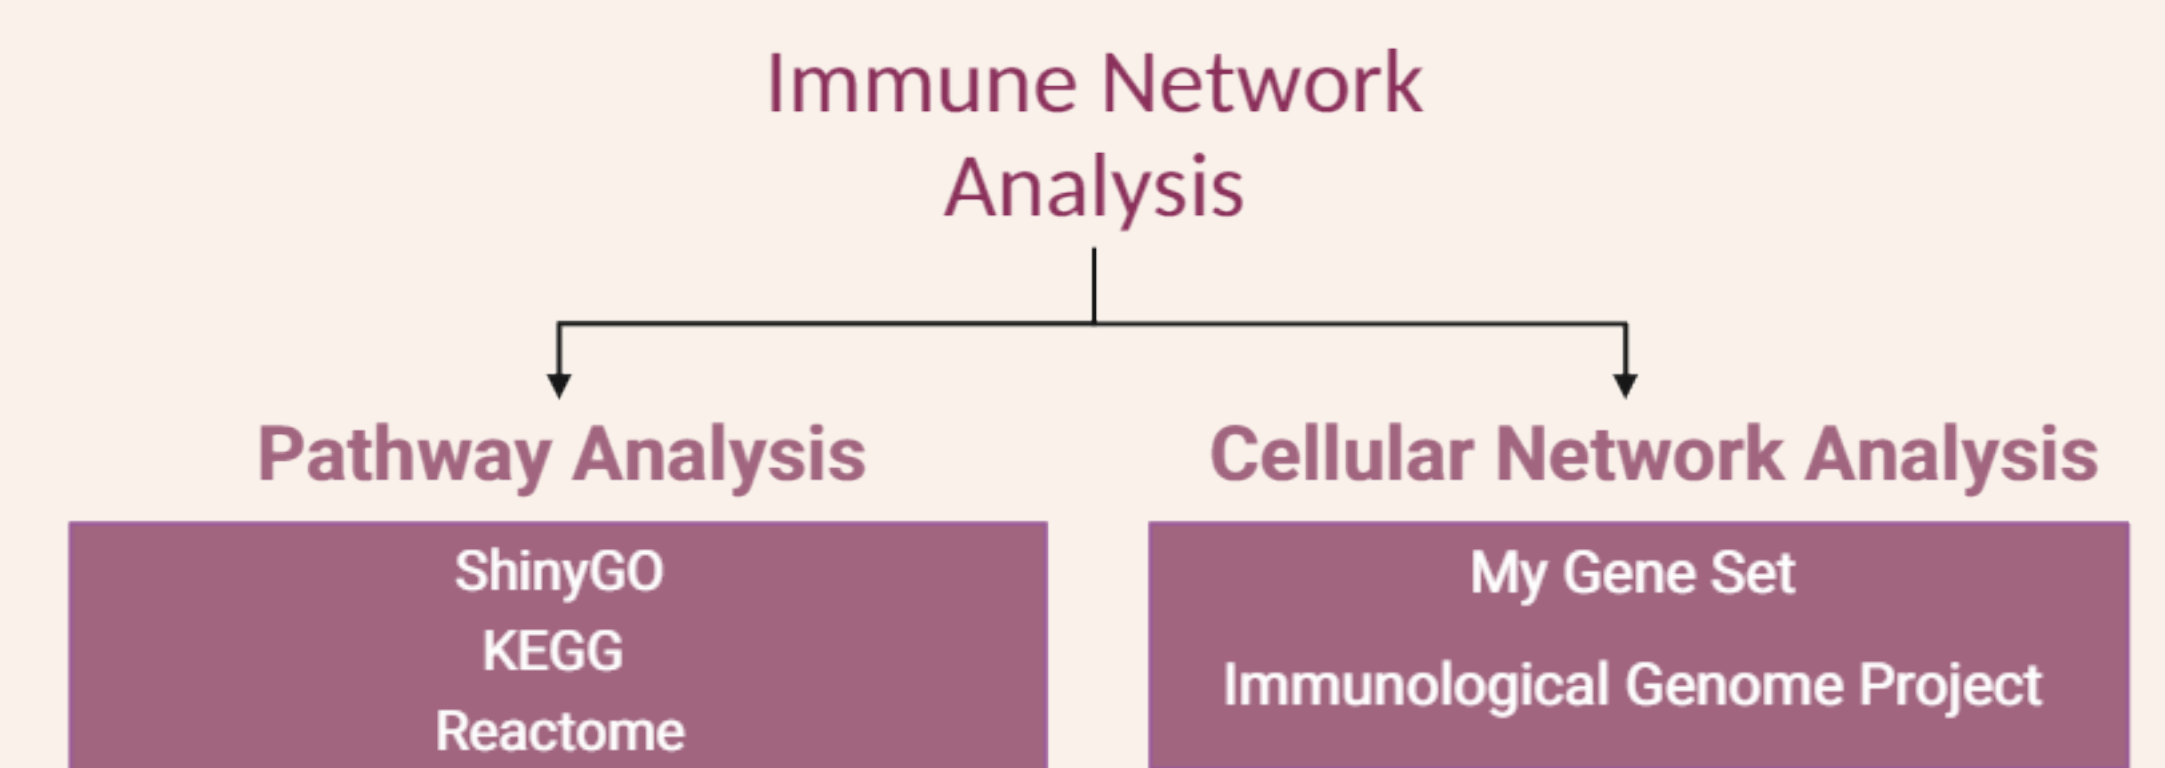 Immune Network
Analysis
Pathway Analysis
Cellular Network Analysis
ShinyGO
KEGG
Reactome
My Gene Set
Immunological Genome Project